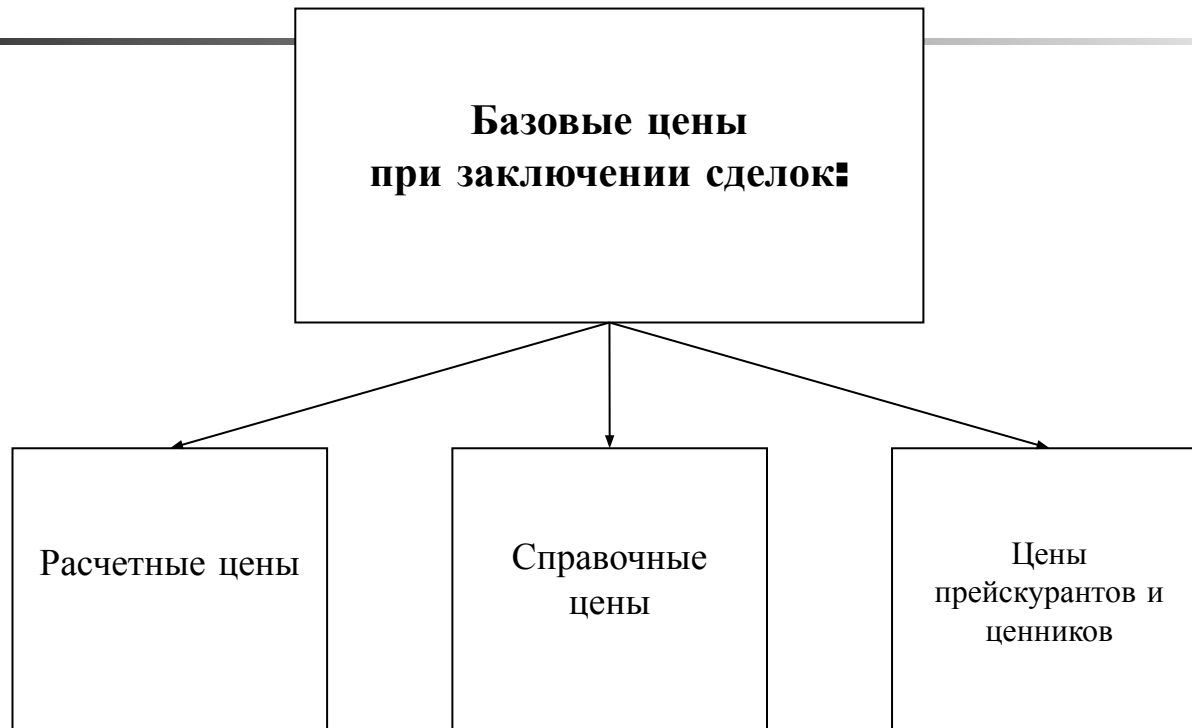 Базовые цены
при заключении сделок:
Расчетные цены
Справочные
цены
Цены
прейскурантов и
ценников